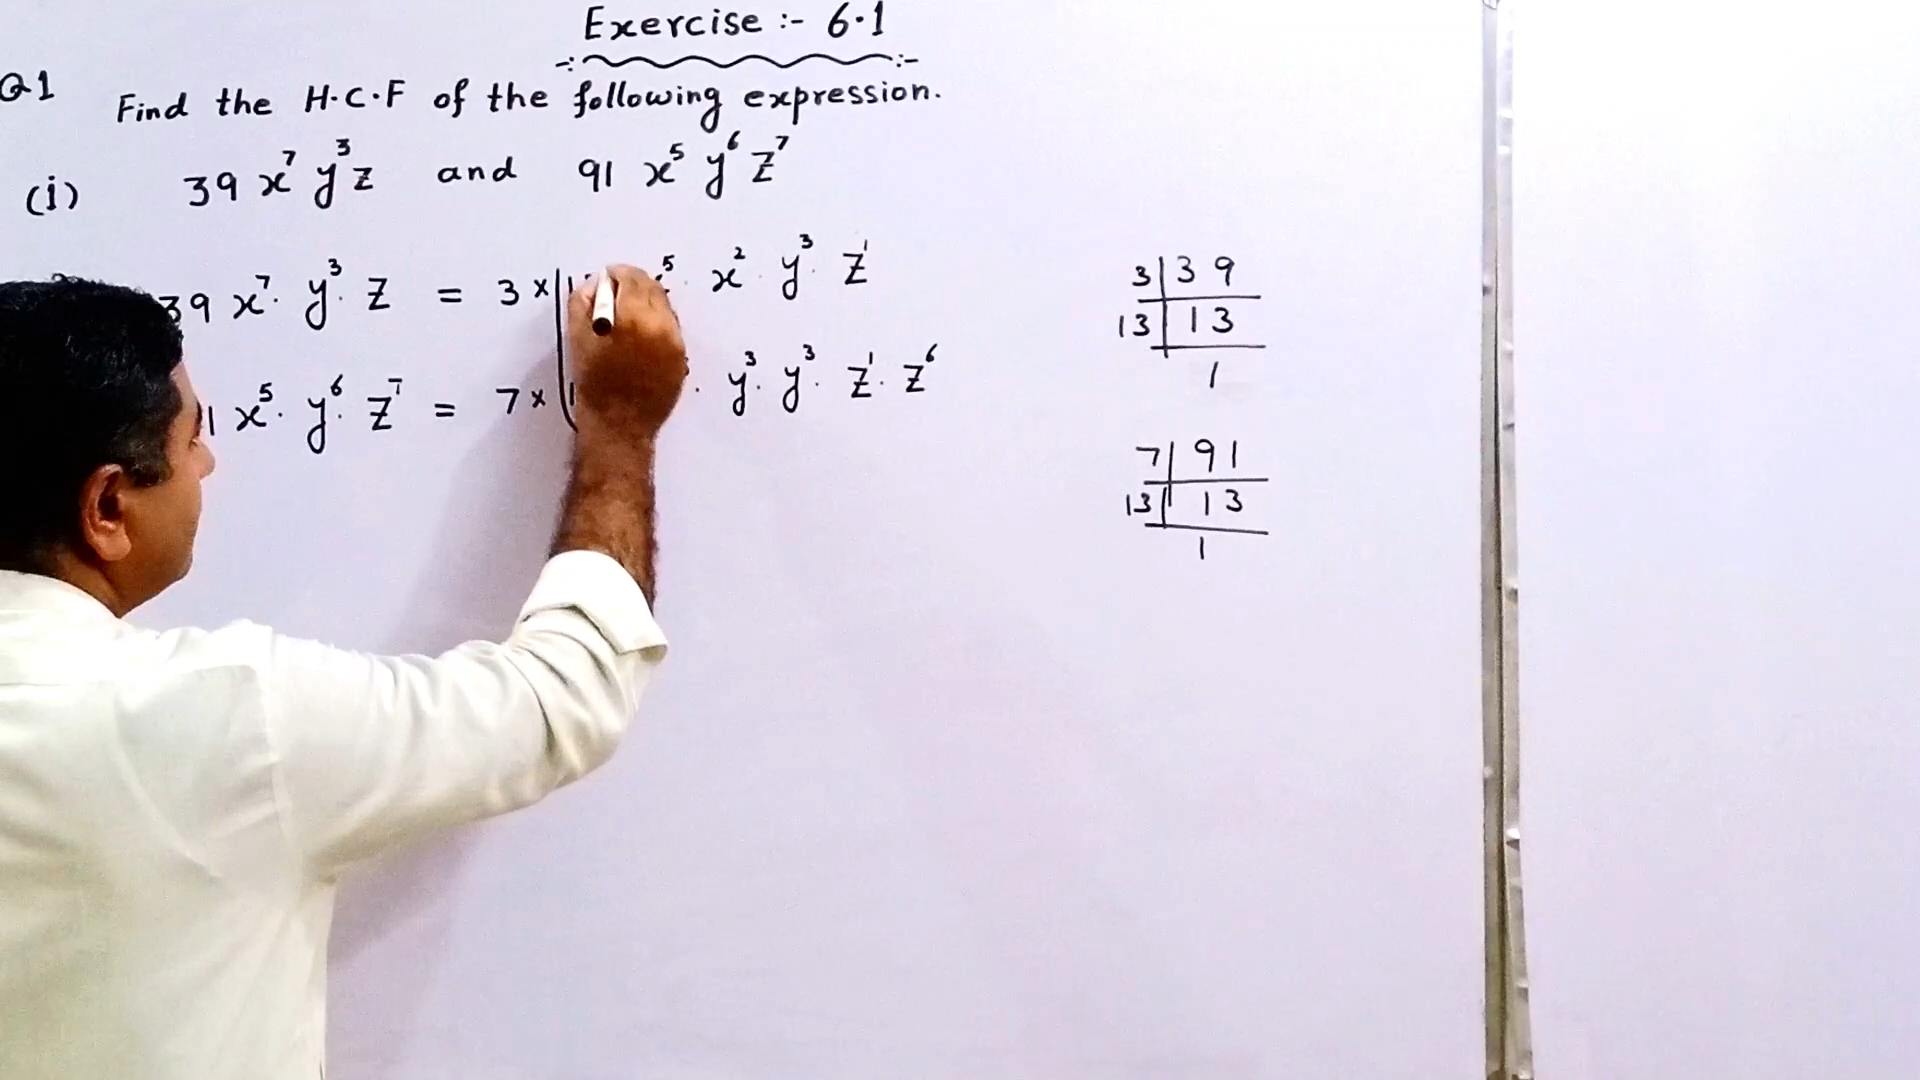 Exercise :- 6.1
Q1 Find the H.C.F of the following expression.
(i) 39 x⁷ y³ z and 91 x⁵ y⁶ z⁷
39 x⁷. y³. z = 3 × ⁵. x². y³. z¹
1 x⁵. y⁶. z⁷ = 7 × . y³. y³. z¹. z⁶
3 | 39
13 | 13
1
7 | 91
13 | 13
1